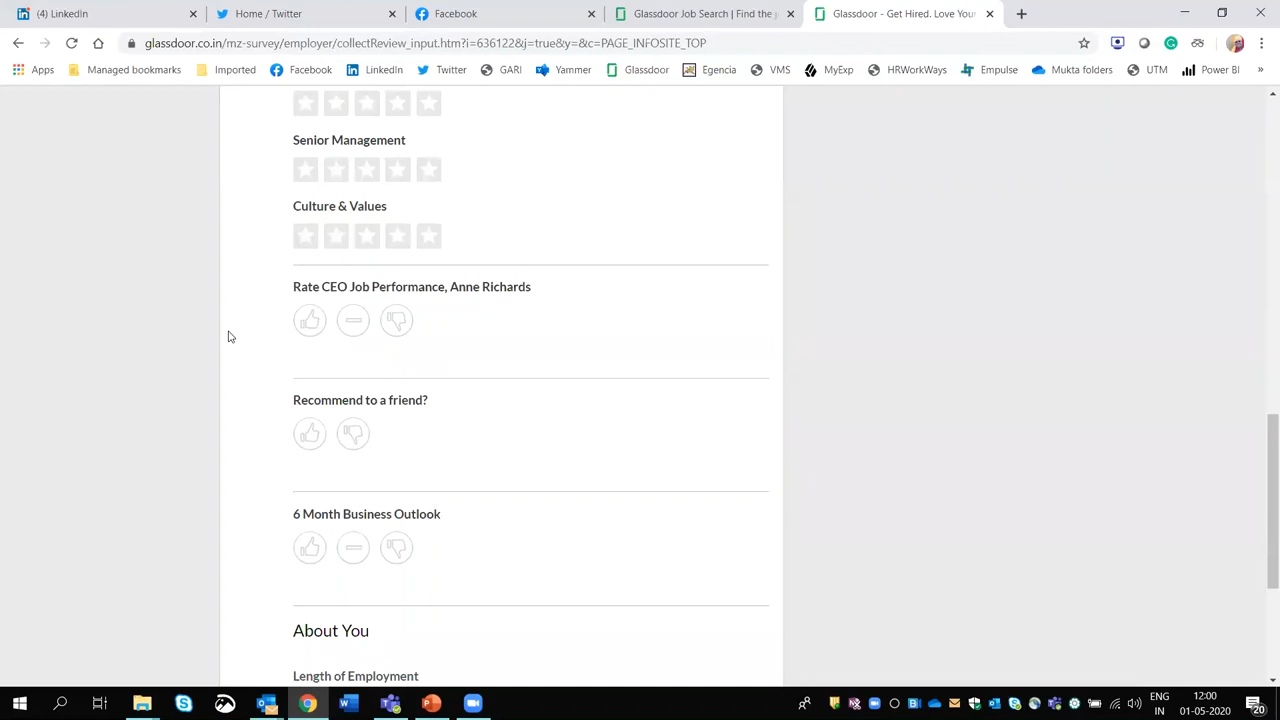 (4) LinkedIn
Home / Twitter
Facebook
Glassdoor Job Search | Find the j
Glassdoor - Get Hired. Love Your
glassdoor.co.in/mz-survey/employer/collectReview_input.htm?i=636122&j=true&y=&c=PAGE_INFOSITE_TOP
Apps
Managed bookmarks
Imported
Facebook
LinkedIn
Twitter
GARI
Yammer
Glassdoor
Egencia
VMS
MyExp
HRWorkWays
Empulse
Mukta folders
UTM
Power BI
»
Senior Management
Culture & Values
Rate CEO Job Performance, Anne Richards
Recommend to a friend?
6 Month Business Outlook
About You
Length of Employment
ENG
IN
12:00
01-05-2020
20